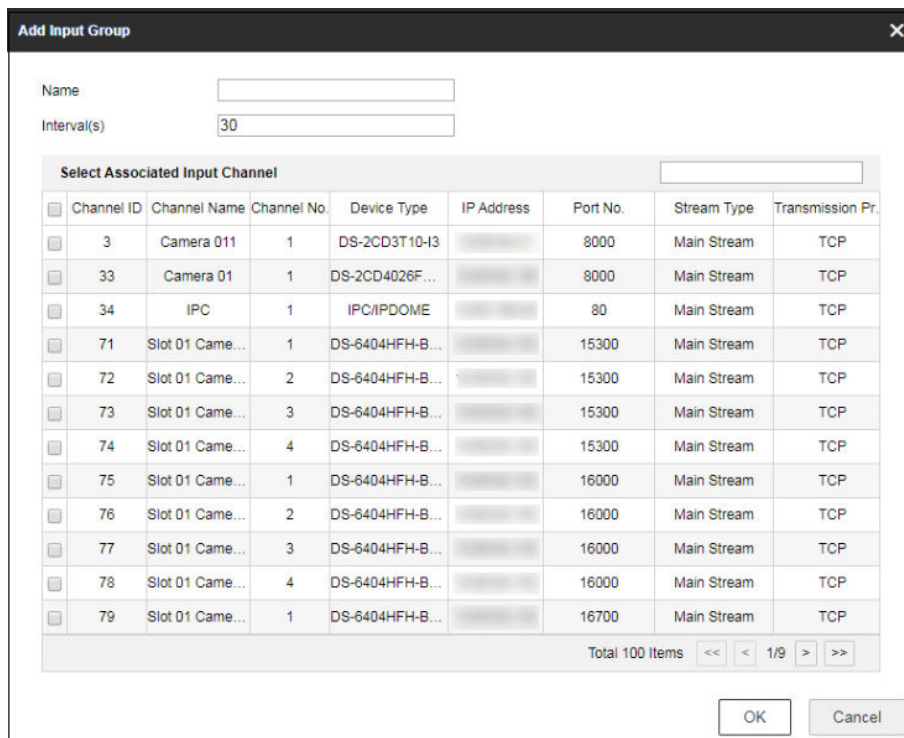 Add Input Group ×
Name
Interval(s) 30
Select Associated Input Channel
Channel ID Channel Name Channel No. Device Type IP Address Port No. Stream Type Transmission Pr.
3 Camera 011 1 DS-2CD3T10-I3 8000 Main Stream TCP
33 Camera 01 1 DS-2CD4026F... 8000 Main Stream TCP
34 IPC 1 IPC/IPDOME 80 Main Stream TCP
71 Slot 01 Came... 1 DS-6404HFH-B... 15300 Main Stream TCP
72 Slot 01 Came... 2 DS-6404HFH-B... 15300 Main Stream TCP
73 Slot 01 Came... 3 DS-6404HFH-B... 15300 Main Stream TCP
74 Slot 01 Came... 4 DS-6404HFH-B... 15300 Main Stream TCP
75 Slot 01 Came... 1 DS-6404HFH-B... 16000 Main Stream TCP
76 Slot 01 Came... 2 DS-6404HFH-B... 16000 Main Stream TCP
77 Slot 01 Came... 3 DS-6404HFH-B... 16000 Main Stream TCP
78 Slot 01 Came... 4 DS-6404HFH-B... 16000 Main Stream TCP
79 Slot 01 Came... 1 DS-6404HFH-B... 16700 Main Stream TCP
Total 100 Items << < 1/9 > >>
OK Cancel